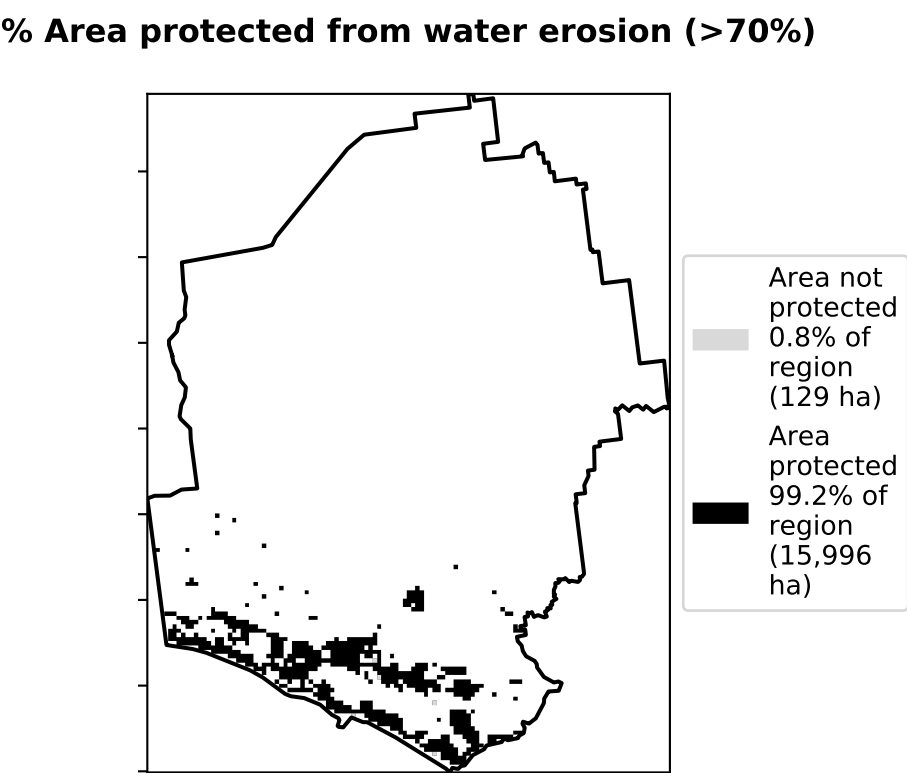 % Area protected from water erosion (>70%)
Area not
protected
0.8% of
region
(129 ha)
Area
protected
99.2% of
region
(15,996
ha)